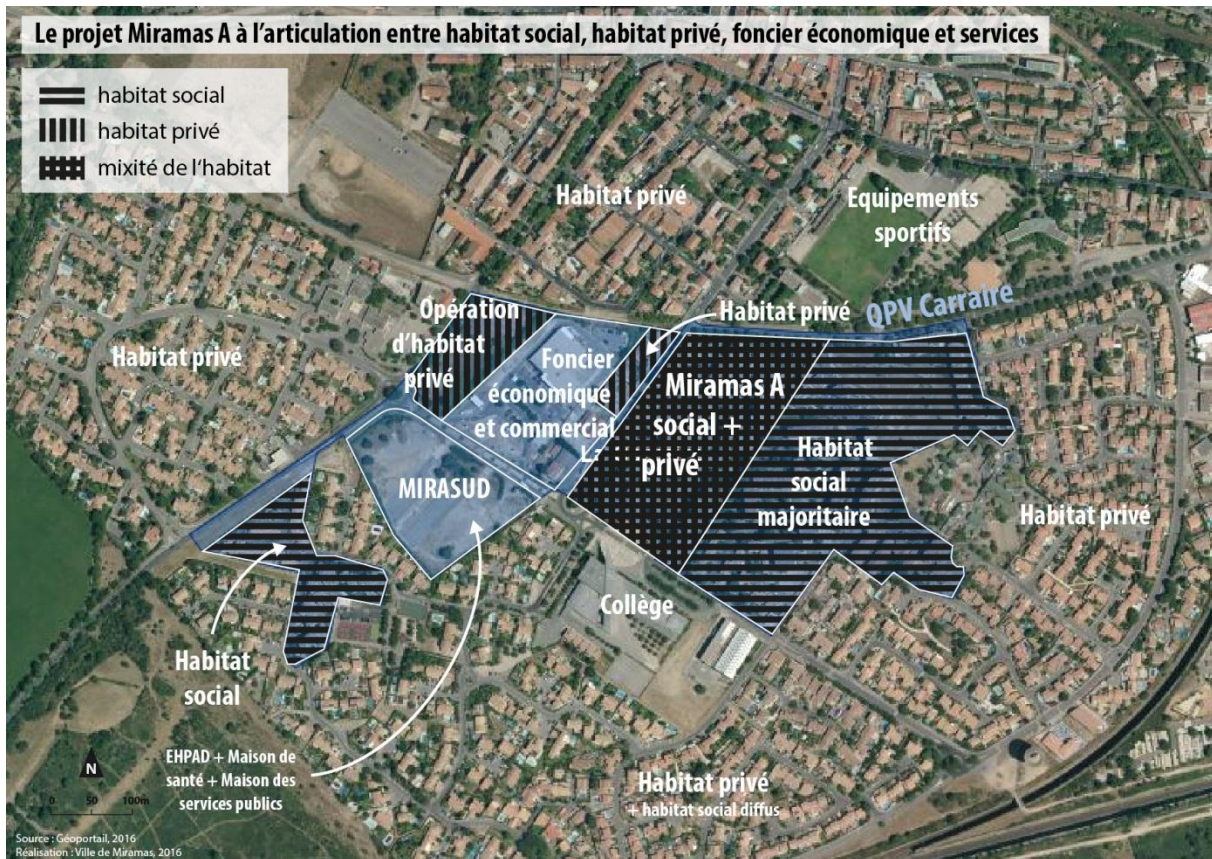 Le projet Miramas A à l'articulation entre habitat social, habitat privé, foncier économique et services
habitat social
habitat privé
mixité de l'habitat
Habitat privé
Equipements
sportifs
QPV Carraire
Habitat privé
Opération
d'habitat
privé
Habitat privé
Foncier
économique
et commercial
La
Miramas A
social +
privé
Habitat
social
majoritaire
Habitat privé
MIRASUD
Collège
Habitat
social
EHPAD + Maison de
santé + Maison des
services publics
Habitat privé
+ habitat social diffus
N
0 50 100m
Source : Géoportail, 2016
Réalisation : Ville de Miramas, 2016